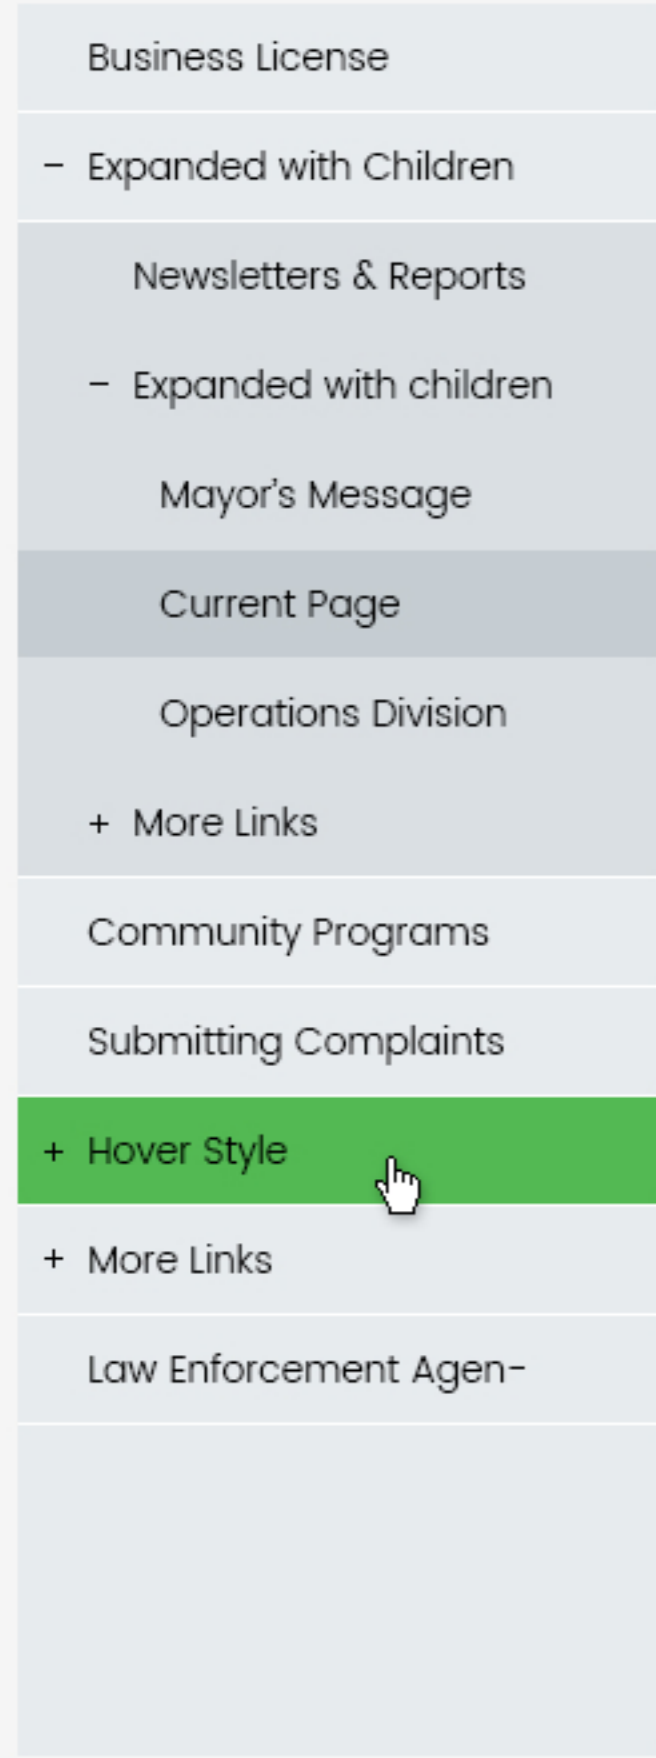 Business License
– Expanded with Children
Newsletters & Reports
– Expanded with children
Mayor's Message
Current Page
Operations Division
+ More Links
Community Programs
Submitting Complaints
+ Hover Style
+ More Links
Law Enforcement Agen-